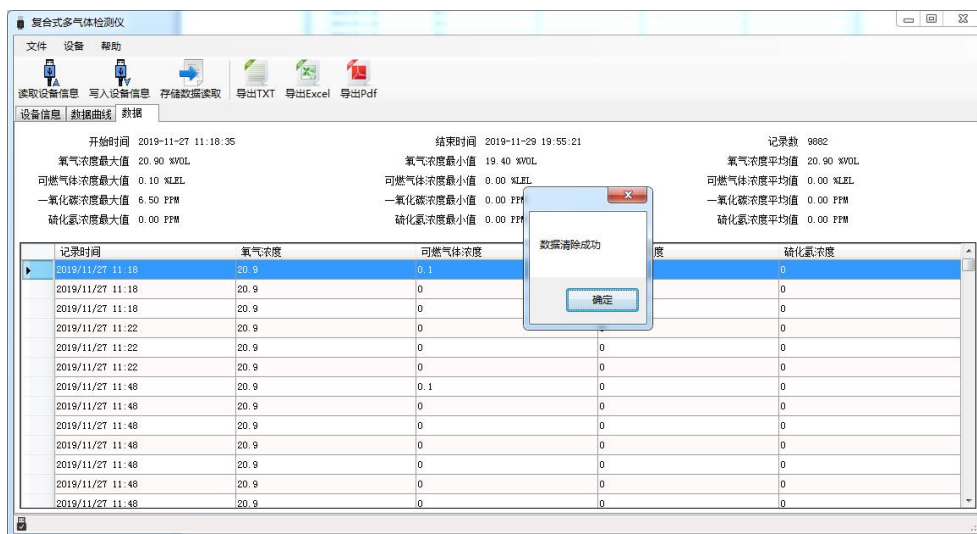 复合式多气体检测仪
文件 设备 帮助
读取设备信息 写入设备信息 存储数据读取 导出TXT 导出Excel 导出Pdf
设备信息 数据曲线 数据
开始时间 2019-11-27 11:18:35 结束时间 2019-11-29 19:55:21 记录数 9882
氧气浓度最大值 20.90 %VOL 氧气浓度最小值 19.40 %VOL 氧气浓度平均值 20.90 %VOL
可燃气体浓度最大值 0.10 %LEL 可燃气体浓度最小值 0.00 %LEL 可燃气体浓度平均值 0.00 %LEL
一氧化碳浓度最大值 6.50 PPM 一氧化碳浓度最小值 0.00 PPM 一氧化碳浓度平均值 0.00 PPM
硫化氢浓度最大值 0.00 PPM 硫化氢浓度最小值 0.00 PPM 硫化氢浓度平均值 0.00 PPM
数据清除成功
确定
记录时间 氧气浓度 可燃气体浓度 度 硫化氢浓度
2019/11/27 11:18 20.9 0.1 0
2019/11/27 11:18 20.9 0 0
2019/11/27 11:18 20.9 0 0
2019/11/27 11:22 20.9 0 0
2019/11/27 11:22 20.9 0 0 0
2019/11/27 11:22 20.9 0 0 0
2019/11/27 11:48 20.9 0.1 0 0
2019/11/27 11:48 20.9 0 0 0
2019/11/27 11:48 20.9 0 0 0
2019/11/27 11:48 20.9 0 0 0
2019/11/27 11:48 20.9 0 0 0
2019/11/27 11:48 20.9 0 0 0
2019/11/27 11:48 20.9 0 0 0